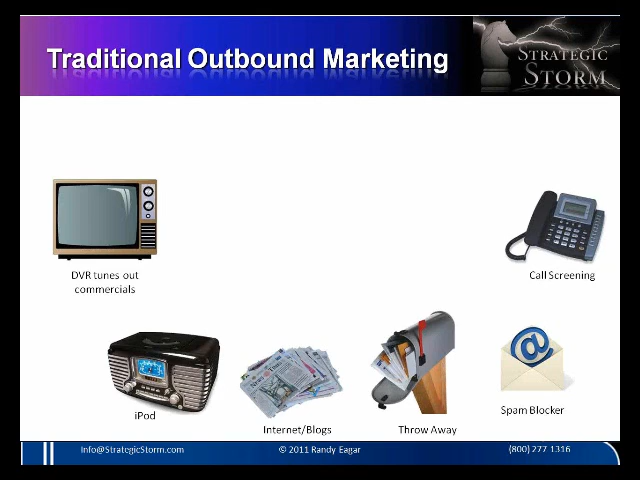 Traditional Outbound Marketing
STRATEGIC
STORM
DVR tunes out
commercials
Call Screening
iPod
Internet/Blogs
Throw Away
Spam Blocker
Info@StrategicStorm.com
© 2011 Randy Eagar
(800) 277 1316